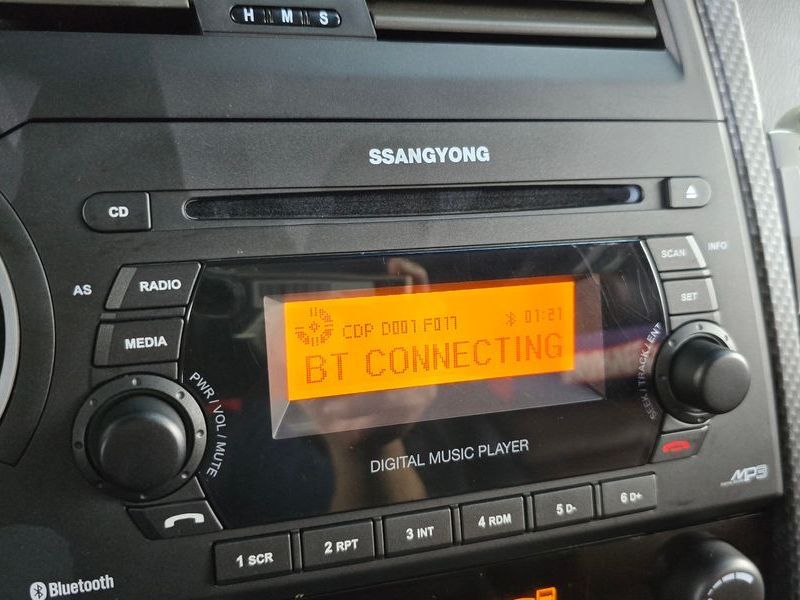 H M S
SSANGYONG
CD
SCAN INFO
AS RADIO
SET
CDP D001 F011 01:21
BT CONNECTING
MEDIA
PWR / VOL / MUTE
SEEK / TRACK / ENT
DIGITAL MUSIC PLAYER
MP3
1 SCR 2 RPT 3 INT 4 RDM 5 D- 6 D+
Bluetooth